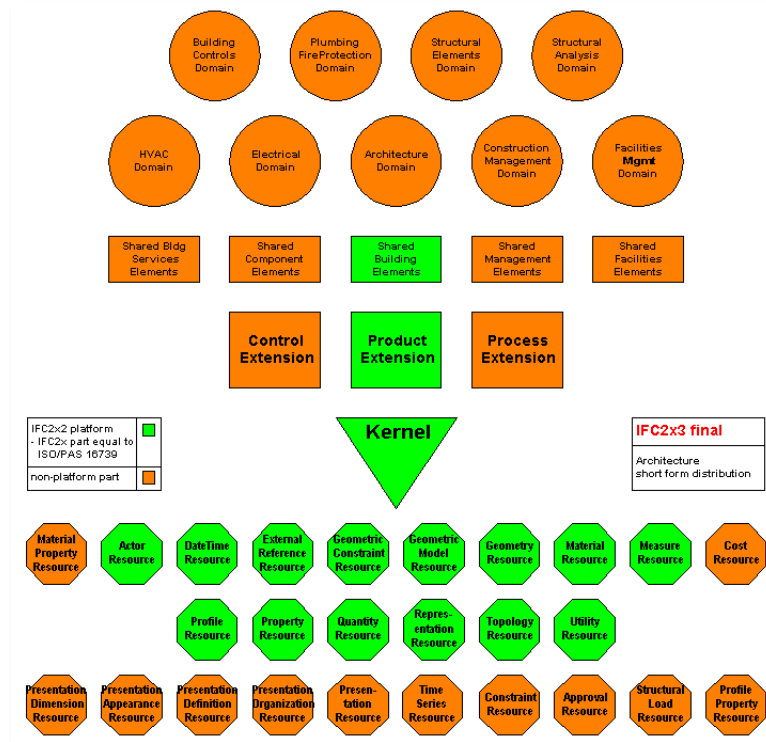 Building
Controls
Domain
Plumbing
FireProtection
Domain
Structural
Elements
Domain
Structural
Analysis
Domain
HVAC
Domain
Electrical
Domain
Architecture
Domain
Construction
Management
Domain
Facilities
Mgmt
Domain
Shared Bldg
Services
Elements
Shared
Component
Elements
Shared
Building
Elements
Shared
Management
Elements
Shared
Facilities
Elements
Control
Extension
Product
Extension
Process
Extension
IFC2x2 platform
- IFC2x part equal to
ISO/PAS 16739
non-platform part
Kernel
IFC2x3 final
Architecture
short form distribution
Material
Property
Resource
Actor
Resource
DateTime
Resource
External
Reference
Resource
Geometric
Constraint
Resource
Geometric
Model
Resource
Geometry
Resource
Material
Resource
Measure
Resource
Cost
Resource
Profile
Resource
Property
Resource
Quantity
Resource
Repres-
entation
Resource
Topology
Resource
Utility
Resource
Presentation
Dimension
Resource
Presentation
Appearance
Resource
Presentation
Definition
Resource
Presentation
Organization
Resource
Presen-
tation
Resource
Time
Series
Resource
Constraint
Resource
Approval
Resource
Structural
Load
Resource
Profile
Property
Resource